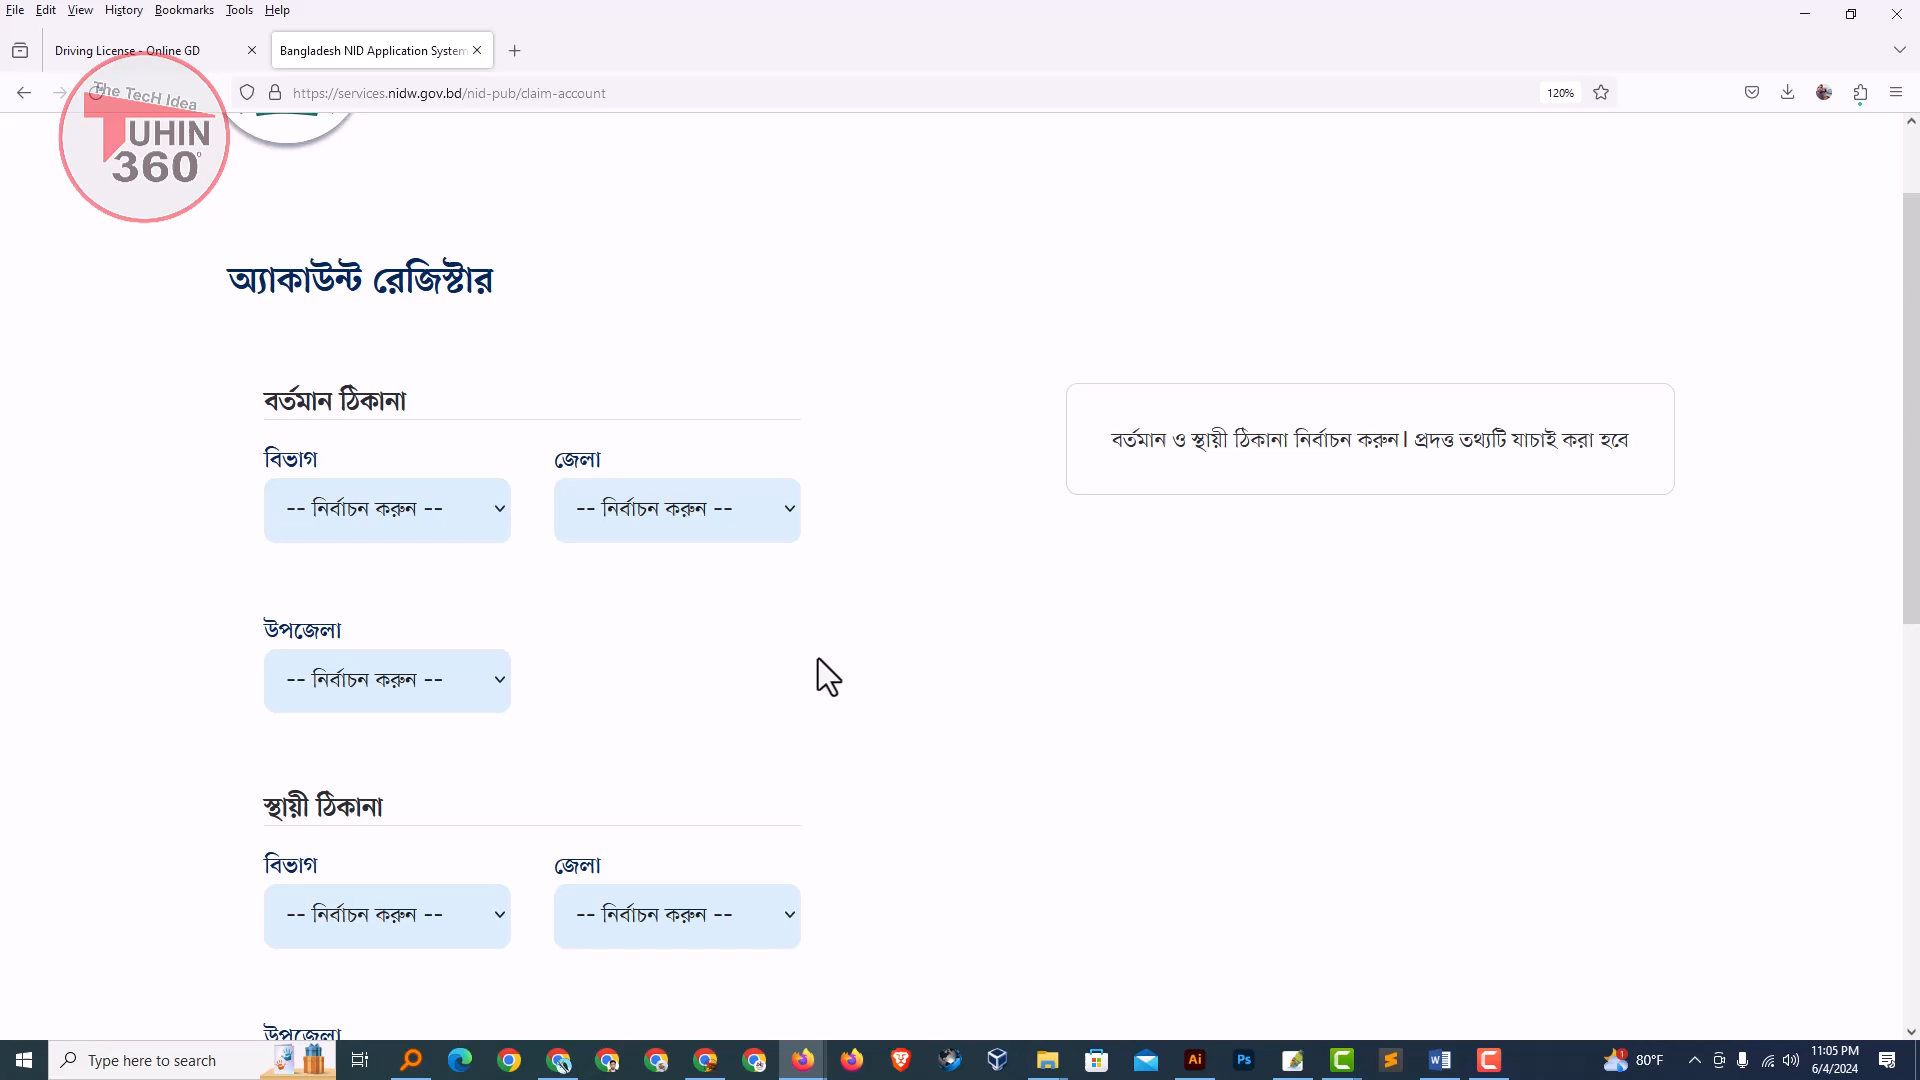 File Edit View History Bookmarks Tools Help
Driving License - Online GD
Bangladesh NID Application System
https://services.nidw.gov.bd/nid-pub/claim-account
120%
The TecH Idea
TUHIN
360°
অ্যাকাউন্ট রেজিস্টার
বর্তমান ঠিকানা
বর্তমান ও স্থায়ী ঠিকানা নির্বাচন করুন। প্রদত্ত তথ্যটি যাচাই করা হবে
বিভাগ জেলা
-- নির্বাচন করুন -- -- নির্বাচন করুন --
উপজেলা
-- নির্বাচন করুন --
স্থায়ী ঠিকানা
বিভাগ জেলা
-- নির্বাচন করুন -- -- নির্বাচন করুন --
উপজেলা
Type here to search
Ai
Ps
80°F
11:05 PM
6/4/2024